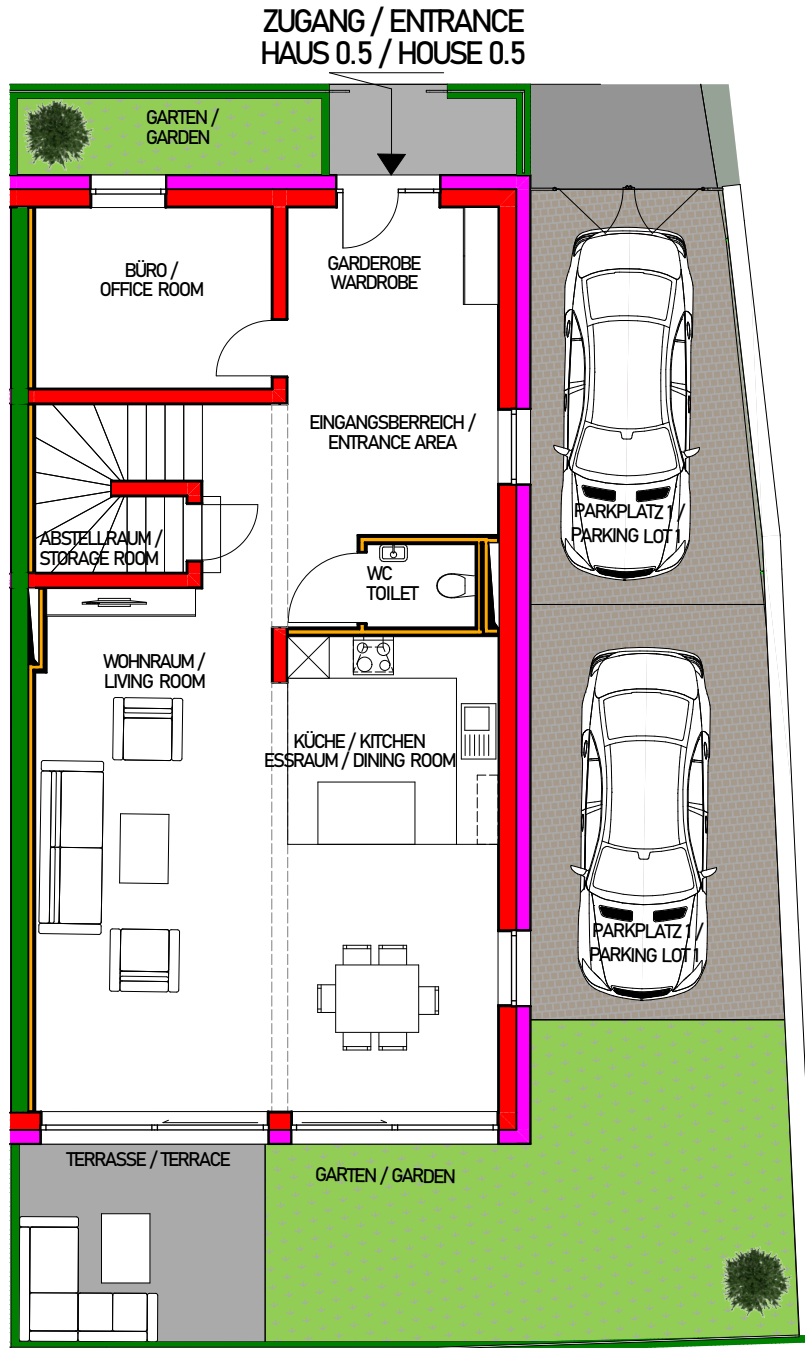 ZUGANG / ENTRANCE
HAUS 0.5 / HOUSE 0.5
GARTEN /
GARDEN
BÜRO /
OFFICE ROOM
GARDEROBE
WARDROBE
EINGANGSBERREICH /
ENTRANCE AREA
ABSTELLRAUM /
STORAGE ROOM
WC
TOILET
PARKPLATZ 1 /
PARKING LOT 1
WOHNRAUM /
LIVING ROOM
KÜCHE / KITCHEN
ESSRAUM / DINING ROOM
PARKPLATZ 1 /
PARKING LOT 1
TERRASSE / TERRACE
GARTEN / GARDEN